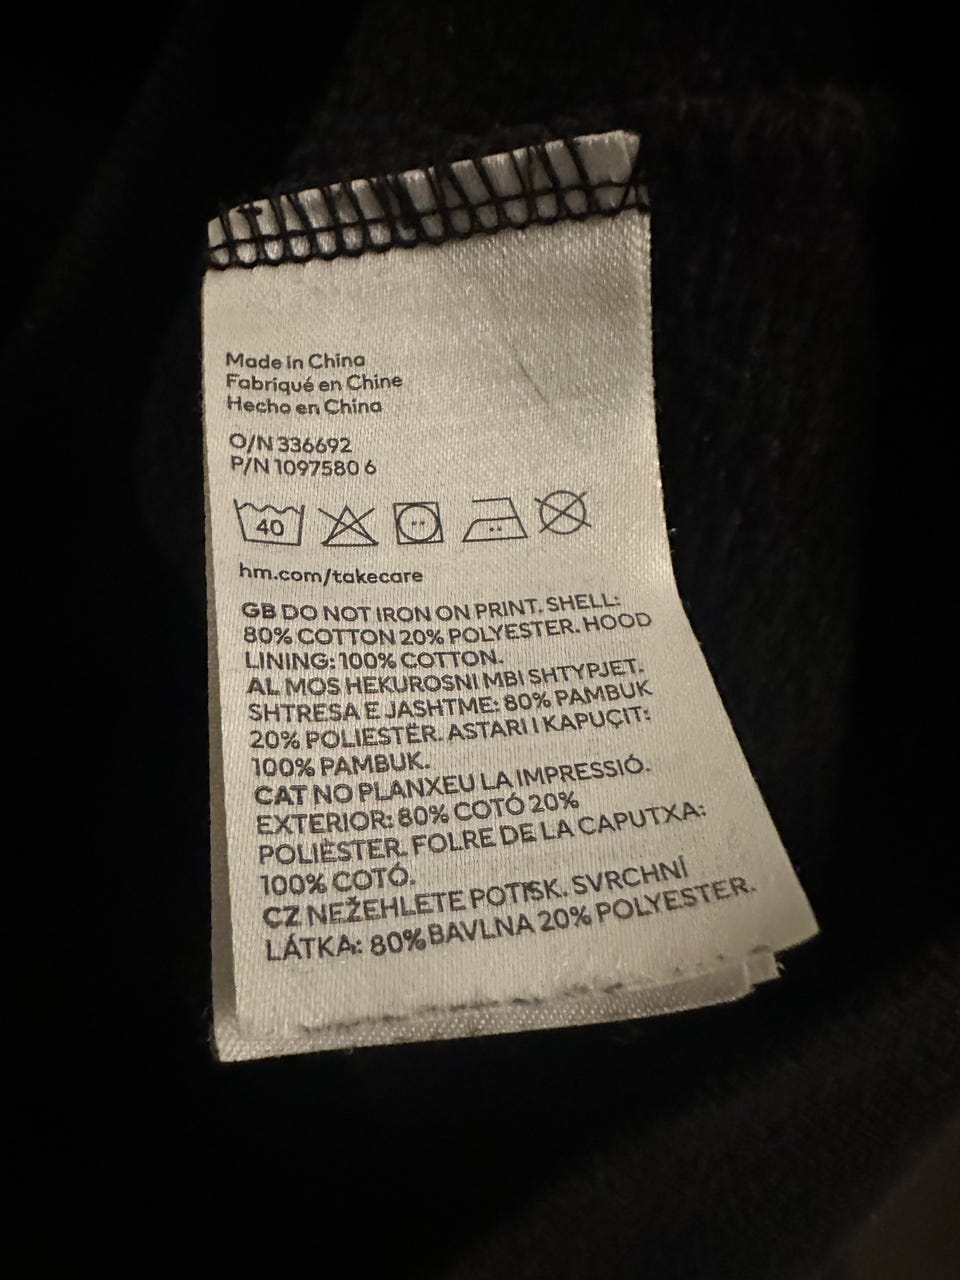 Made in China
Fabriqué en Chine
Hecho en China
O/N 336692
P/N 1097580 6
40
hm.com/takecare
GB DO NOT IRON ON PRINT. SHELL:
80% COTTON 20% POLYESTER. HOOD
LINING: 100% COTTON.
AL MOS HEKUROSNI MBI SHTYPJET.
SHTRESA E JASHTME: 80% PAMBUK
20% POLIESTËR. ASTARI I KAPUÇIT:
100% PAMBUK.
CAT NO PLANXEU LA IMPRESSIÓ.
EXTERIOR: 80% COTÓ 20%
POLIÈSTER. FOLRE DE LA CAPUTXA:
100% COTÓ.
CZ NEŽEHLETE POTISK. SVRCHNÍ
LÁTKA: 80% BAVLNA 20% POLYESTER.